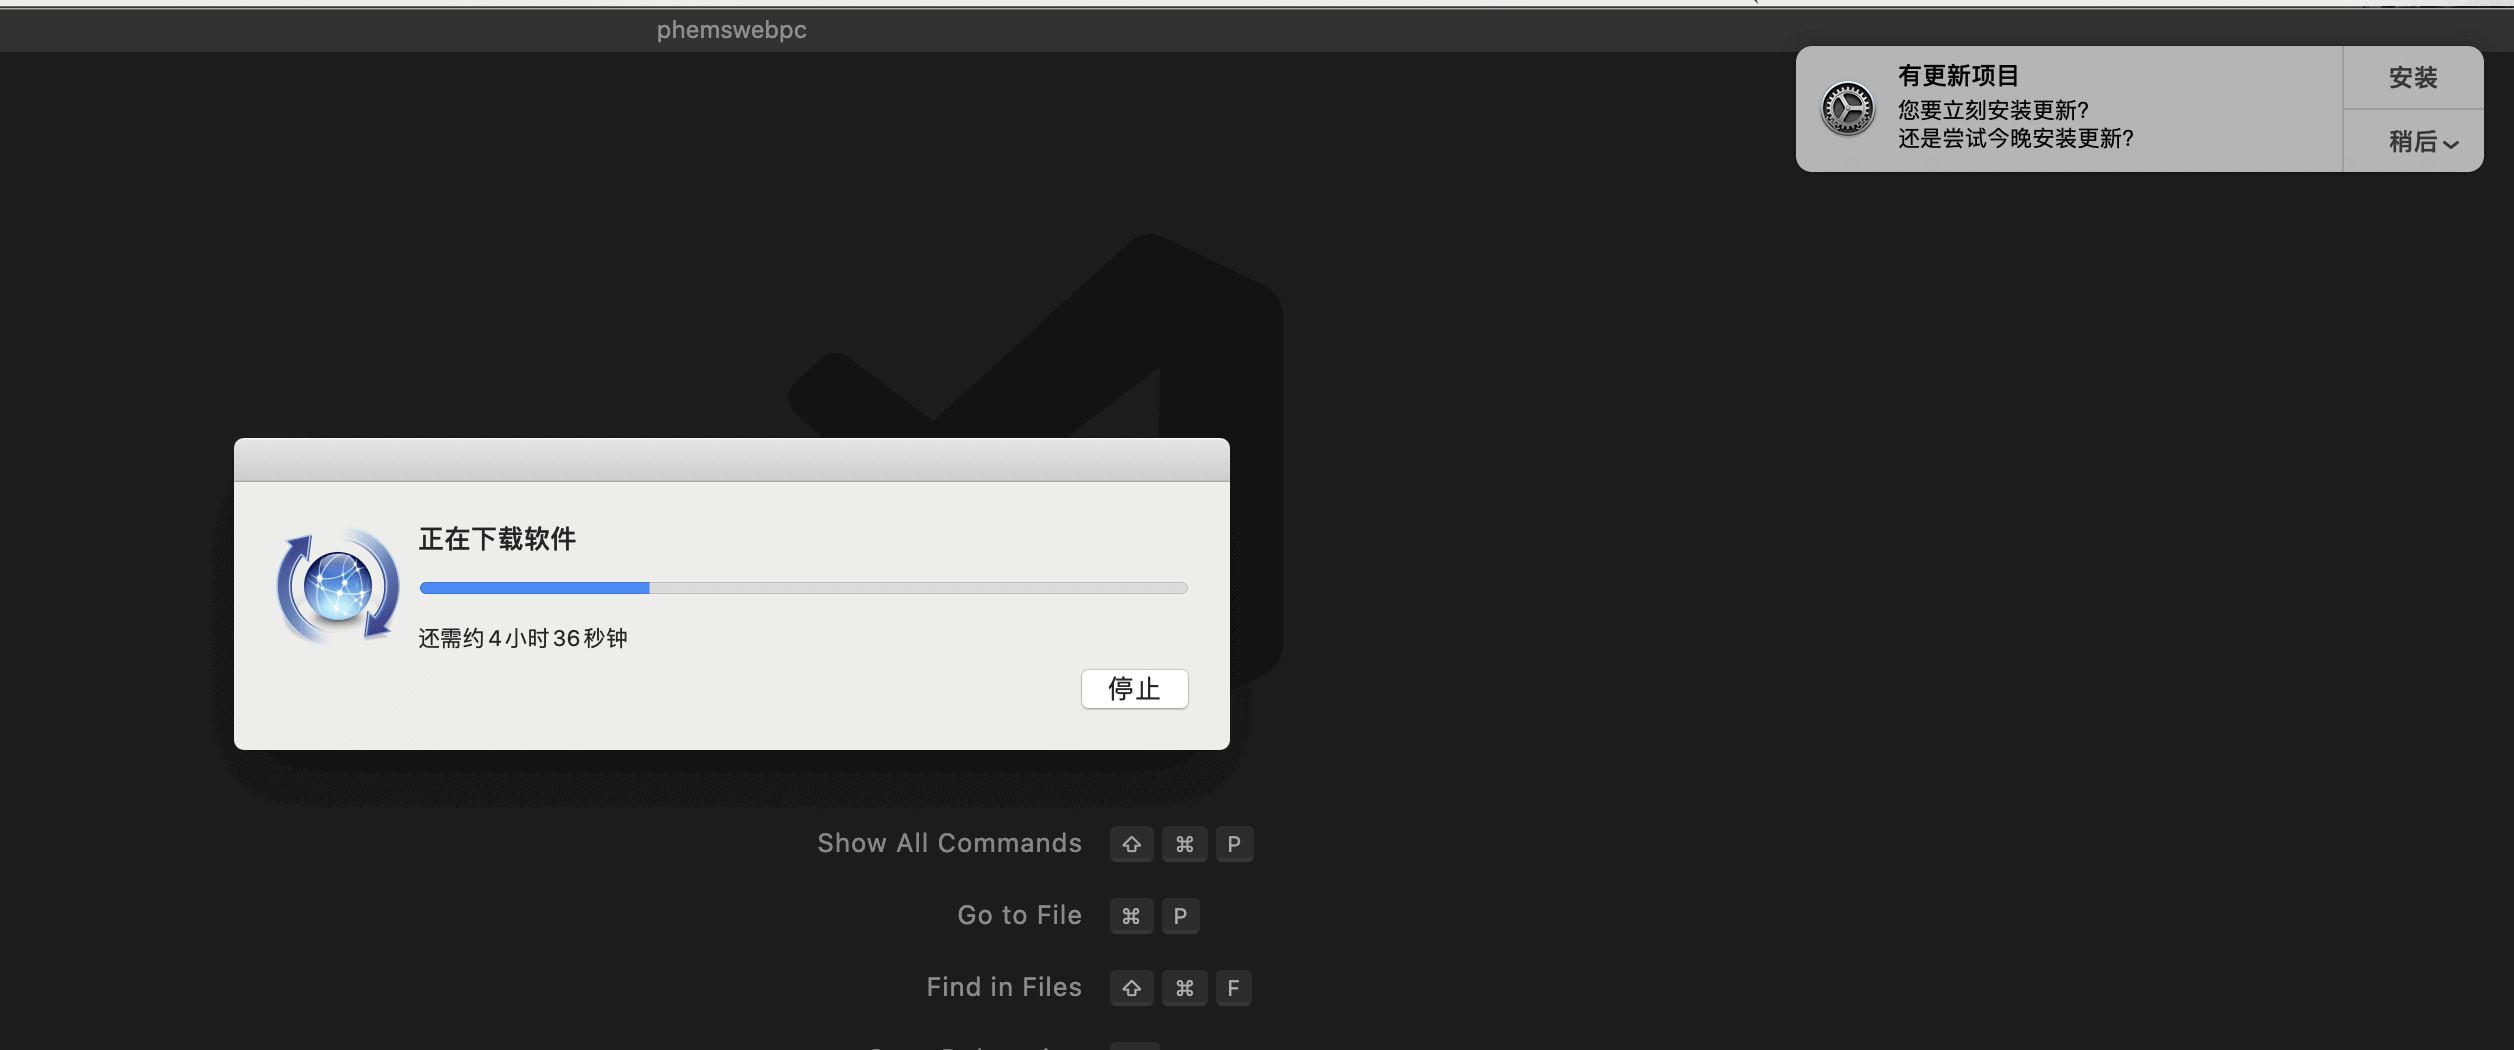 phemswebpc
有更新项目
您要立刻安装更新?
还是尝试今晚安装更新?
安装
稍后
正在下载软件
还需约4小时36秒钟
停止
Show All Commands ⇧ ⌘ P
Go to File ⌘ P
Find in Files ⇧ ⌘ F